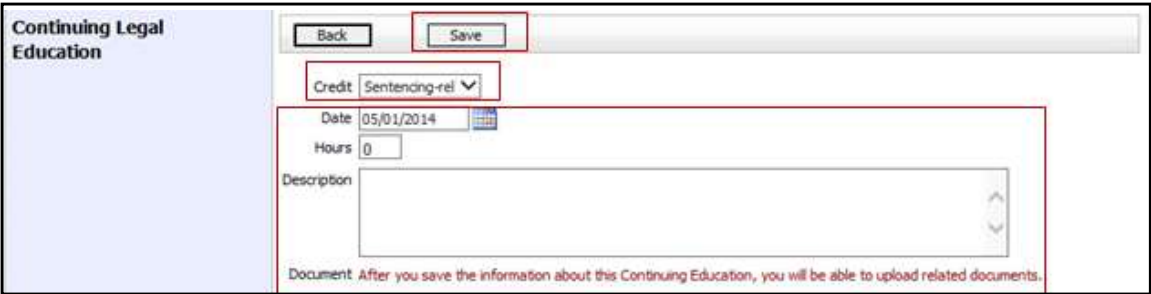 Continuing Legal
Education
Back Save
Credit Sentencing-rel
Date 05/01/2014
Hours 0
Description
Document After you save the information about this Continuing Education, you will be able to upload related documents.